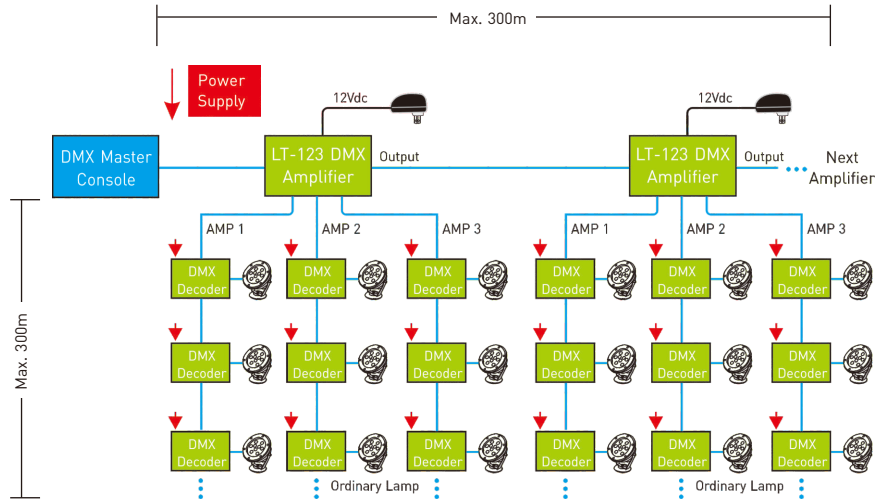 Max. 300m
Power
Supply
12Vdc
12Vdc
DMX Master
Console
LT-123 DMX
Amplifier
Output
LT-123 DMX
Amplifier
Output
Next
Amplifier
AMP 1
AMP 2
AMP 3
AMP 1
AMP 2
AMP 3
Max. 300m
DMX
Decoder
DMX
Decoder
DMX
Decoder
DMX
Decoder
DMX
Decoder
DMX
Decoder
DMX
Decoder
DMX
Decoder
DMX
Decoder
DMX
Decoder
DMX
Decoder
DMX
Decoder
DMX
Decoder
DMX
Decoder
DMX
Decoder
DMX
Decoder
DMX
Decoder
DMX
Decoder
Ordinary Lamp
Ordinary Lamp